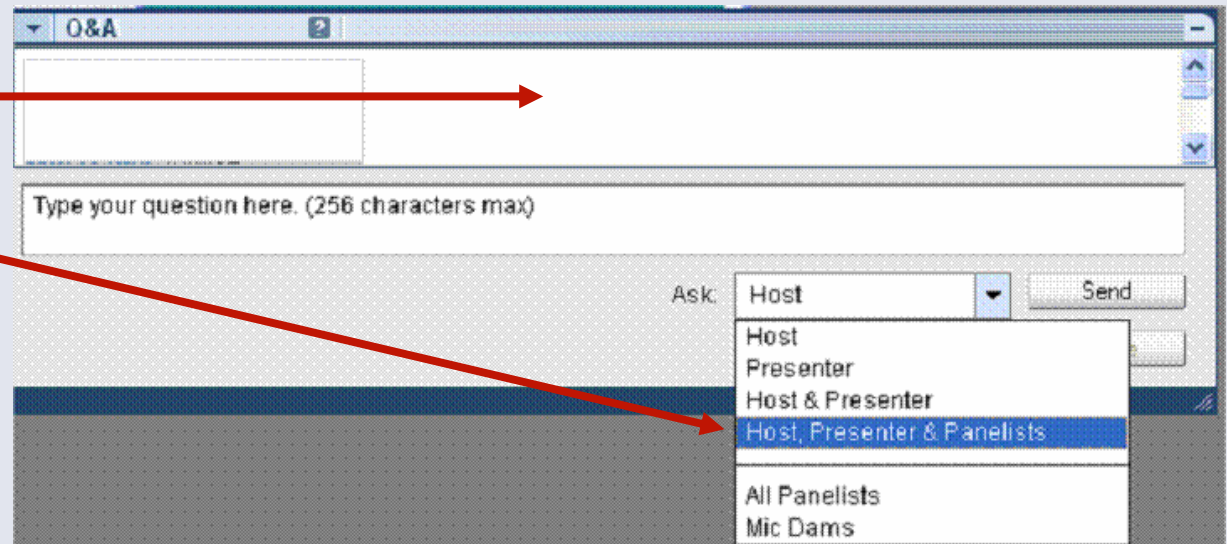 Q&A ?
Type your question here. (256 characters max)
Ask: Host Send
Host
Presenter
Host & Presenter
Host, Presenter & Panelists
All Panelists
Mic Dams